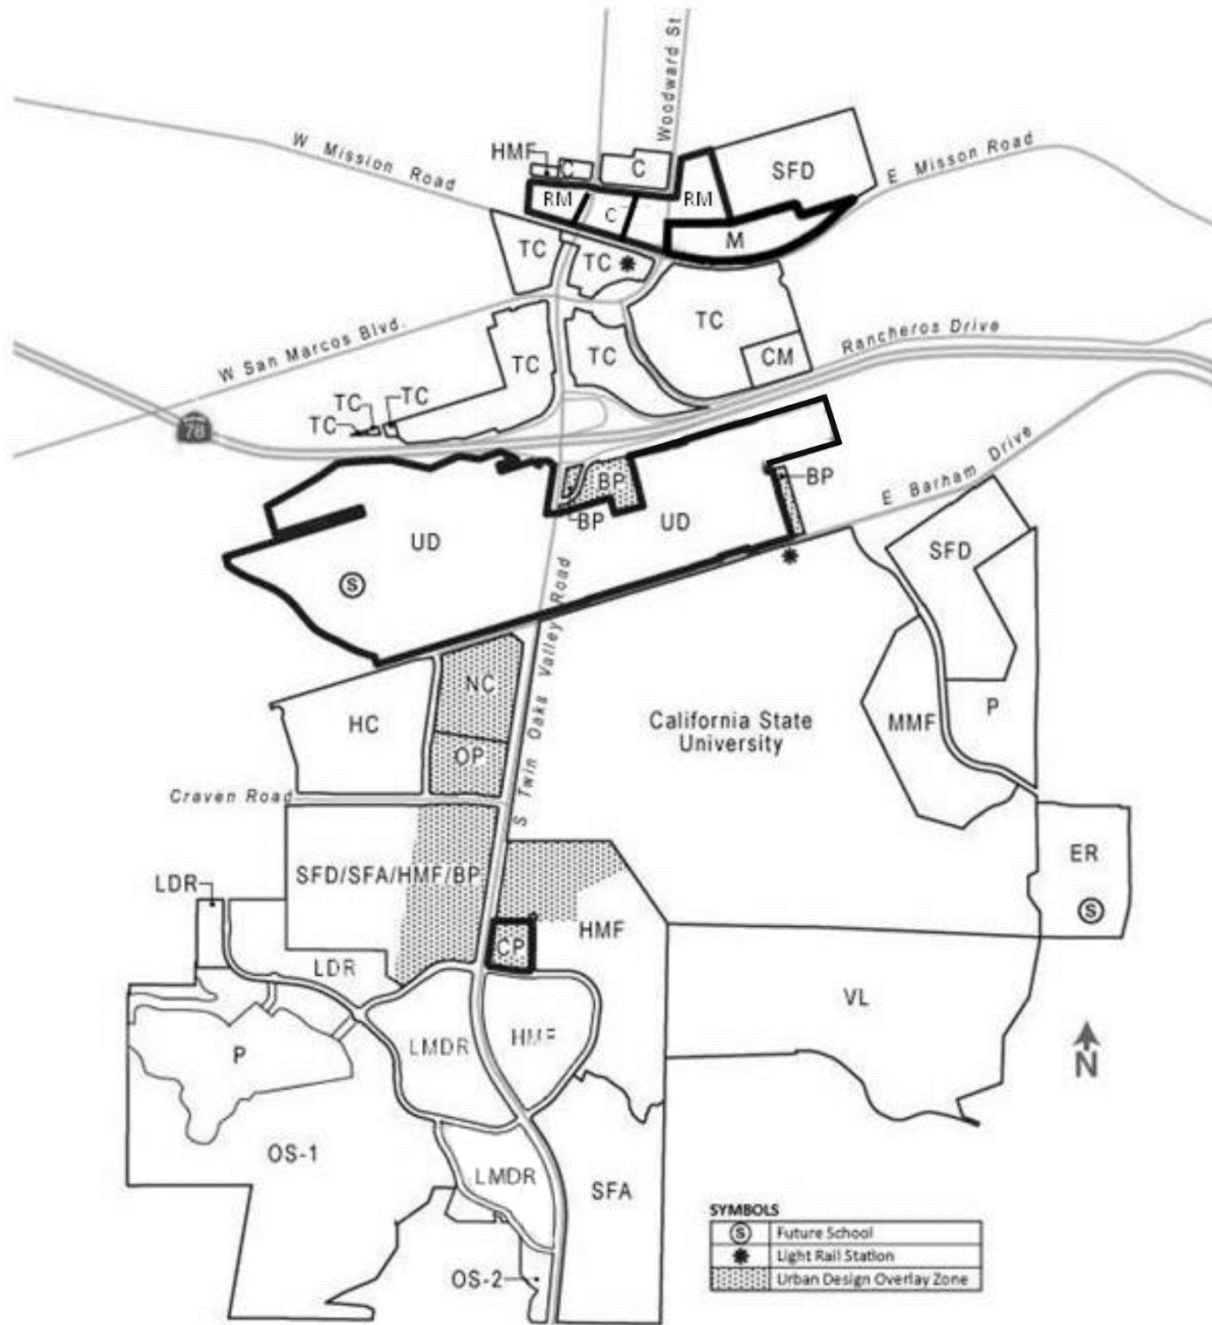 Woodward St
W Mission Road
HMF
C
C
SFD
E Misson Road
RM
C
RM
M
TC
TC
TC
Rancheros Drive
W San Marcos Blvd.
TC
TC
CM
TC
TC
TC
78
BP
BP
BP
E Barham Drive
UD
UD
SFD
S
S Twin Oaks Valley Road
NC
HC
California State
University
MMF
P
OP
Craven Road
ER
SFD/SFA/HMF/BP
LDR
S
HMF
CP
LDR
VL
LMDR
HMF
P
N
OS-1
LMDR
SFA
OS-2
SYMBOLS
S Future School
Light Rail Station
Urban Design Overlay Zone